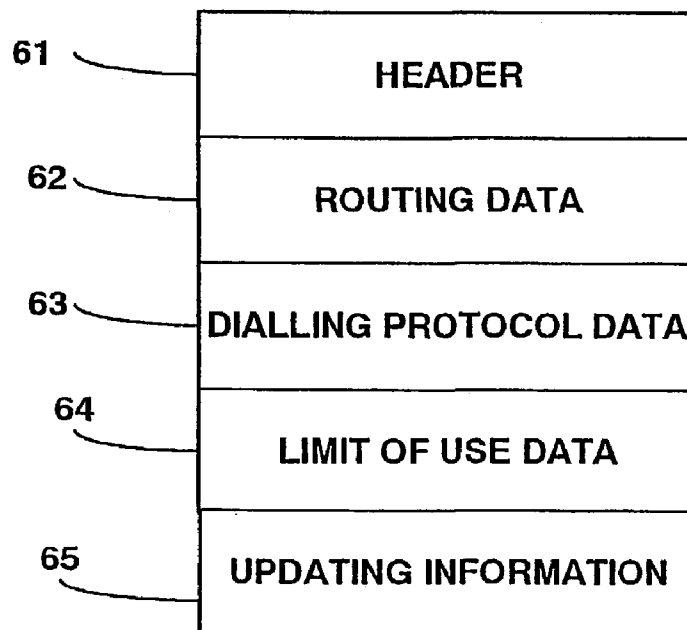 61 HEADER
62 ROUTING DATA
63 DIALLING PROTOCOL DATA
64 LIMIT OF USE DATA
65 UPDATING INFORMATION